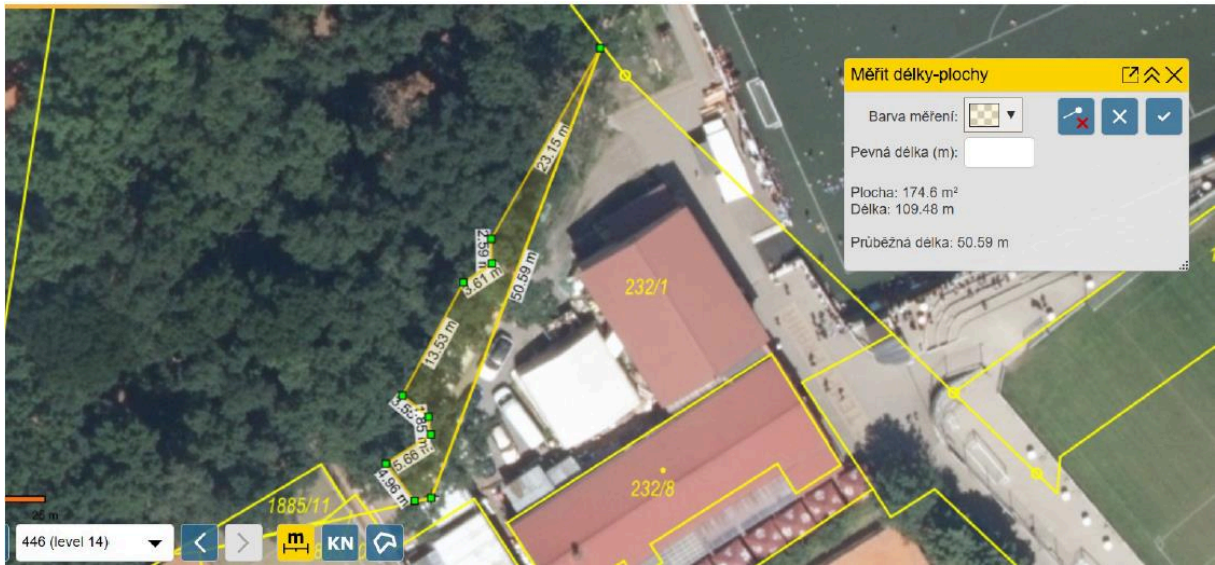 Měřit délky-plochy
Barva měření:
Pevná délka (m):
Plocha: 174.6 m²
Délka: 109.48 m
Průběžná délka: 50.59 m
23.15 m
2.59 m
3.61 m
50.59 m
13.53 m
5.66 m
4.96 m
232/1
232/8
1885/11
446 (level 14)
m
KN